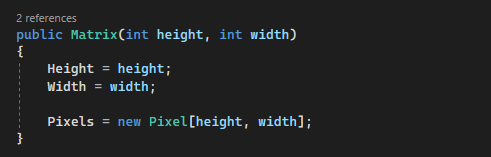 2 references
public Matrix(int height, int width)
{
    Height = height;
    Width = width;

    Pixels = new Pixel[height, width];
}